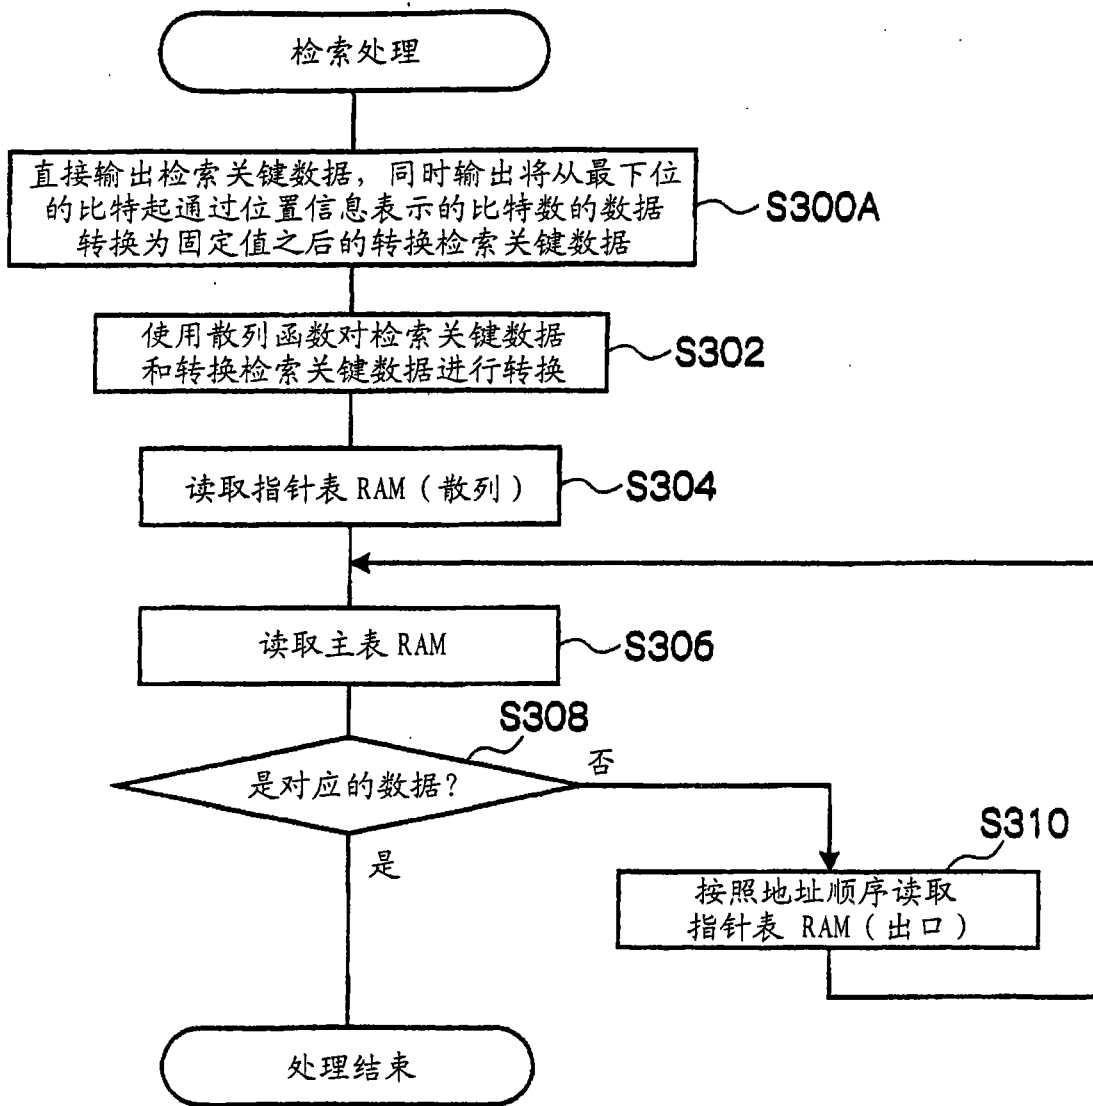 检索处理
直接输出检索关键数据，同时输出将从最下位
的比特起通过位置信息表示的比特数的数据
转换为固定值之后的转换检索关键数据
S300A
使用散列函数对检索关键数据
和转换检索关键数据进行转换
S302
读取指针表 RAM（散列）
S304
读取主表 RAM
S306
S308
是对应的数据？
否
是
S310
按照地址顺序读取
指针表 RAM（出口）
处理结束